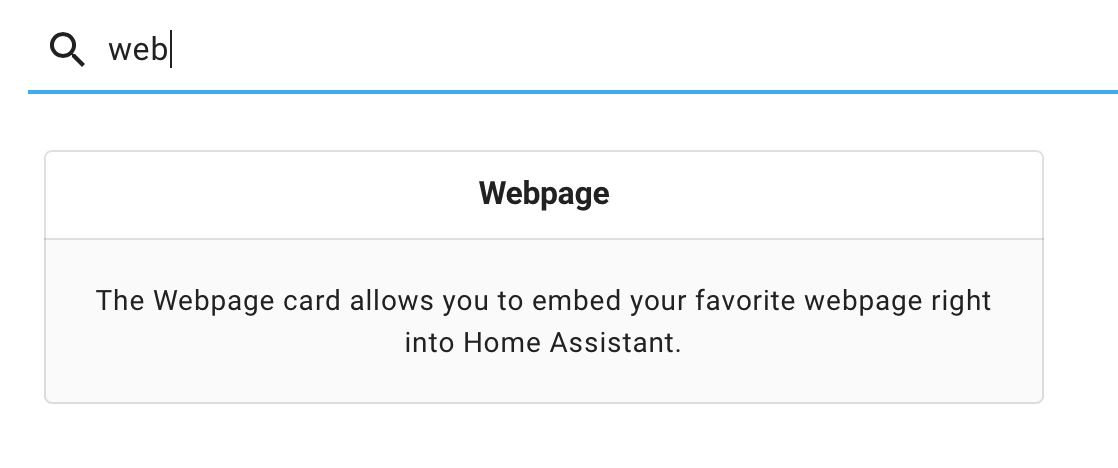 web
Webpage
The Webpage card allows you to embed your favorite webpage right
into Home Assistant.